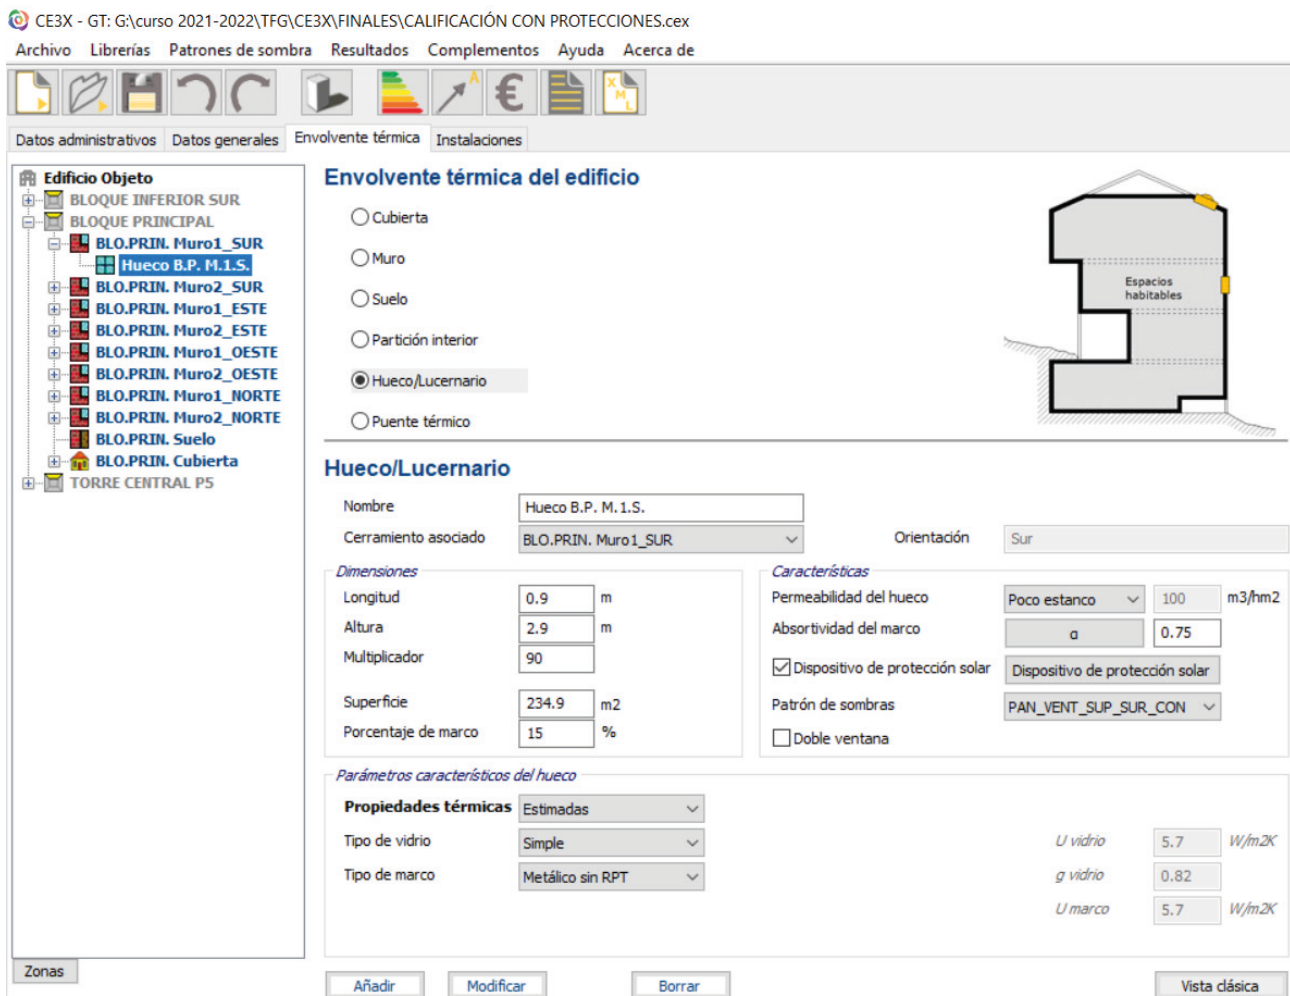 CE3X - GT: G:\curso 2021-2022\TFG\CE3X\FINALES\CALIFICACIÓN CON PROTECCIONES.cex
Archivo Librerías Patrones de sombra Resultados Complementos Ayuda Acerca de
A € X M L
Datos administrativos Datos generales Envolvente térmica Instalaciones
Edificio Objeto
BLOQUE INFERIOR SUR
BLOQUE PRINCIPAL
BLO.PRIN. Muro1_SUR
Hueco B.P. M.1.S.
BLO.PRIN. Muro2_SUR
BLO.PRIN. Muro1_ESTE
BLO.PRIN. Muro2_ESTE
BLO.PRIN. Muro1_OESTE
BLO.PRIN. Muro2_OESTE
BLO.PRIN. Muro1_NORTE
BLO.PRIN. Muro2_NORTE
BLO.PRIN. Suelo
BLO.PRIN. Cubierta
TORRE CENTRAL P5
Zonas
Envolvente térmica del edificio
Cubierta
Muro
Suelo
Partición interior
Hueco/Lucernario
Puente térmico
Espacios
habitables
Hueco/Lucernario
Nombre Hueco B.P. M.1.S.
Cerramiento asociado BLO.PRIN. Muro1_SUR Orientación Sur
Dimensiones
Longitud 0.9 m
Altura 2.9 m
Multiplicador 90
Superficie 234.9 m2
Porcentaje de marco 15 %
Características
Permeabilidad del hueco Poco estanco 100 m3/hm2
Absortividad del marco α 0.75
Dispositivo de protección solar Dispositivo de protección solar
Patrón de sombras PAN_VENT_SUP_SUR_CON
Doble ventana
Parámetros característicos del hueco
Propiedades térmicas Estimadas
Tipo de vidrio Simple U vidrio 5.7 W/m2K
Tipo de marco Metálico sin RPT g vidrio 0.82
U marco 5.7 W/m2K
Añadir Modificar Borrar Vista clásica